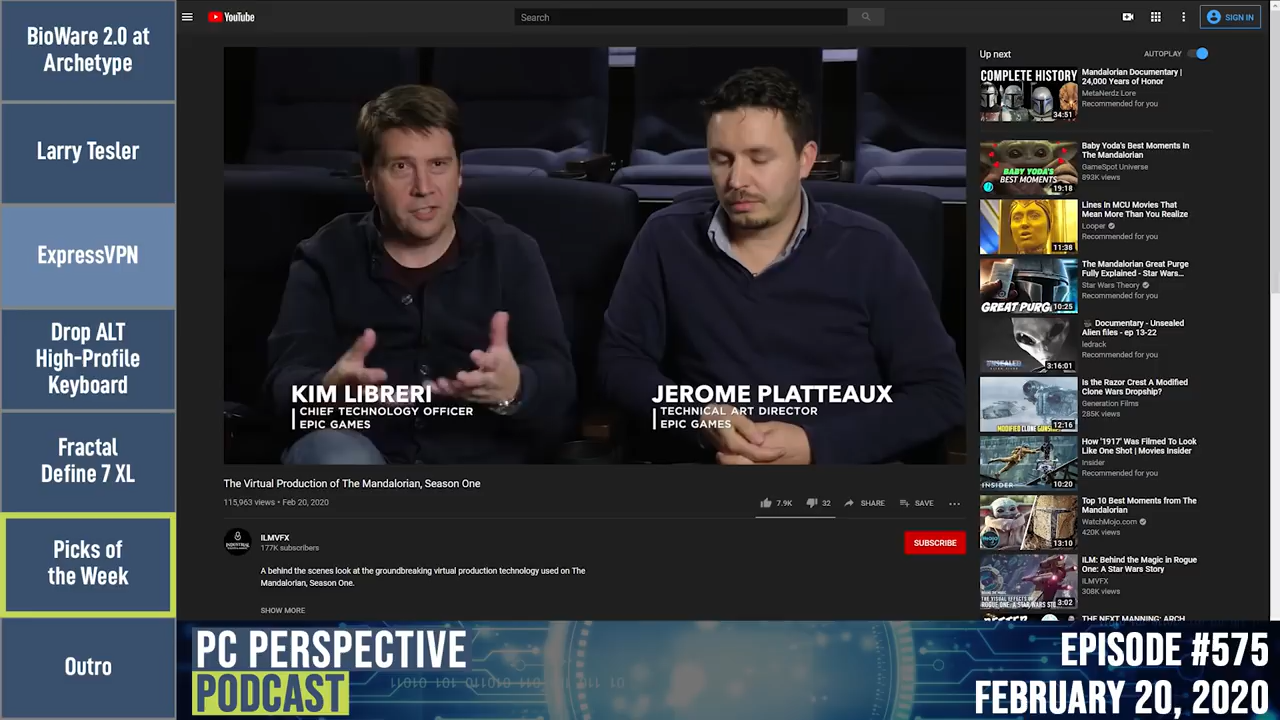 BioWare 2.0 at
Archetype
Larry Tesler
ExpressVPN
Drop ALT
High-Profile
Keyboard
Fractal
Define 7 XL
Picks of
the Week
Outro
YouTube
Search
SIGN IN
KIM LIBRERI
CHIEF TECHNOLOGY OFFICER
EPIC GAMES
JEROME PLATTEAUX
TECHNICAL ART DIRECTOR
EPIC GAMES
The Virtual Production of The Mandalorian, Season One
115,963 views • Feb 20, 2020
7.9K
32
SHARE
SAVE
ILMVFX
177K subscribers
SUBSCRIBE
A behind the scenes look at the groundbreaking virtual production technology used on The
Mandalorian, Season One.
SHOW MORE
Up next
AUTOPLAY
COMPLETE HISTORY
34:51
Mandalorian Documentary |
24,000 Years of Honor
MetaNerdz Lore
Recommended for you
BABY YODA'S
BEST MOMENTS
19:18
Baby Yoda's Best Moments In
The Mandalorian
GameSpot Universe
893K views
11:38
Lines In MCU Movies That
Mean More Than You Realize
Looper
Recommended for you
GREAT PURGE
10:25
The Mandalorian Great Purge
Fully Explained - Star Wars...
Star Wars Theory
Recommended for you
3:16:01
Documentary - Unsealed
Alien files - ep 13-22
ledrack
Recommended for you
12:16
Is the Razor Crest A Modified
Clone Wars Dropship?
Generation Films
285K views
INSIDER
10:20
How '1917' Was Filmed To Look
Like One Shot | Movies Insider
Insider
Recommended for you
13:10
Top 10 Best Moments from The
Mandalorian
WatchMojo.com
420K views
3:02
ILM: Behind the Magic in Rogue
One: A Star Wars Story
ILMVFX
308K views
PC PERSPECTIVE
PODCAST
EPISODE #575
FEBRUARY 20, 2020